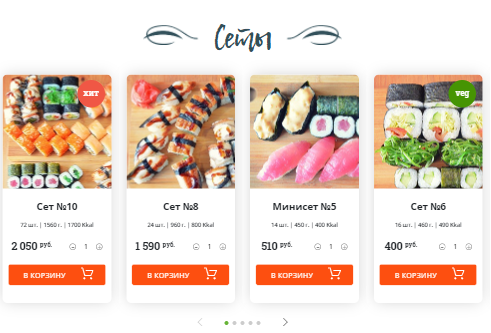 Сеты
хит
veg
Сет №10
Сет №8
Минисет №5
Сет №6
72 шт. | 1560 г. | 1700 Kkal
24 шт. | 960 г. | 800 Kkal
14 шт. | 450 г. | 400 Kkal
16 шт. | 460 г. | 490 Kkal
2 050 руб. 1
1 590 руб. 1
510 руб. 1
400 руб. 1
В КОРЗИНУ
В КОРЗИНУ
В КОРЗИНУ
В КОРЗИНУ